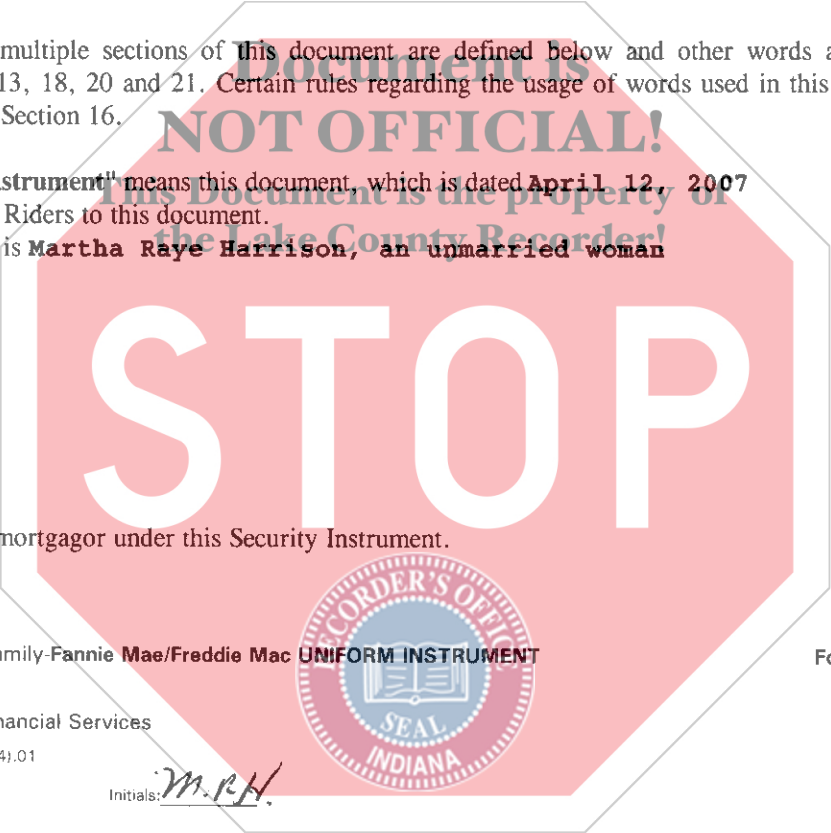 multiple sections of this document are defined below and other words a
Document is
13, 18, 20 and 21. Certain rules regarding the usage of words used in this
Section 16.
NOT OFFICIAL!
strument" means this document, which is dated April 12, 2007
This Document is the property of
Riders to this document.
the Lake County Recorder!
is Martha Raye Harrison, an unmarried woman
STOP
mortgagor under this Security Instrument.
RECORDER'S OFFICE
mily-Fannie Mae/Freddie Mac UNIFORM INSTRUMENT Fo
SEAL
nancial Services
INDIANA
4).01
Initials: M.R.H.